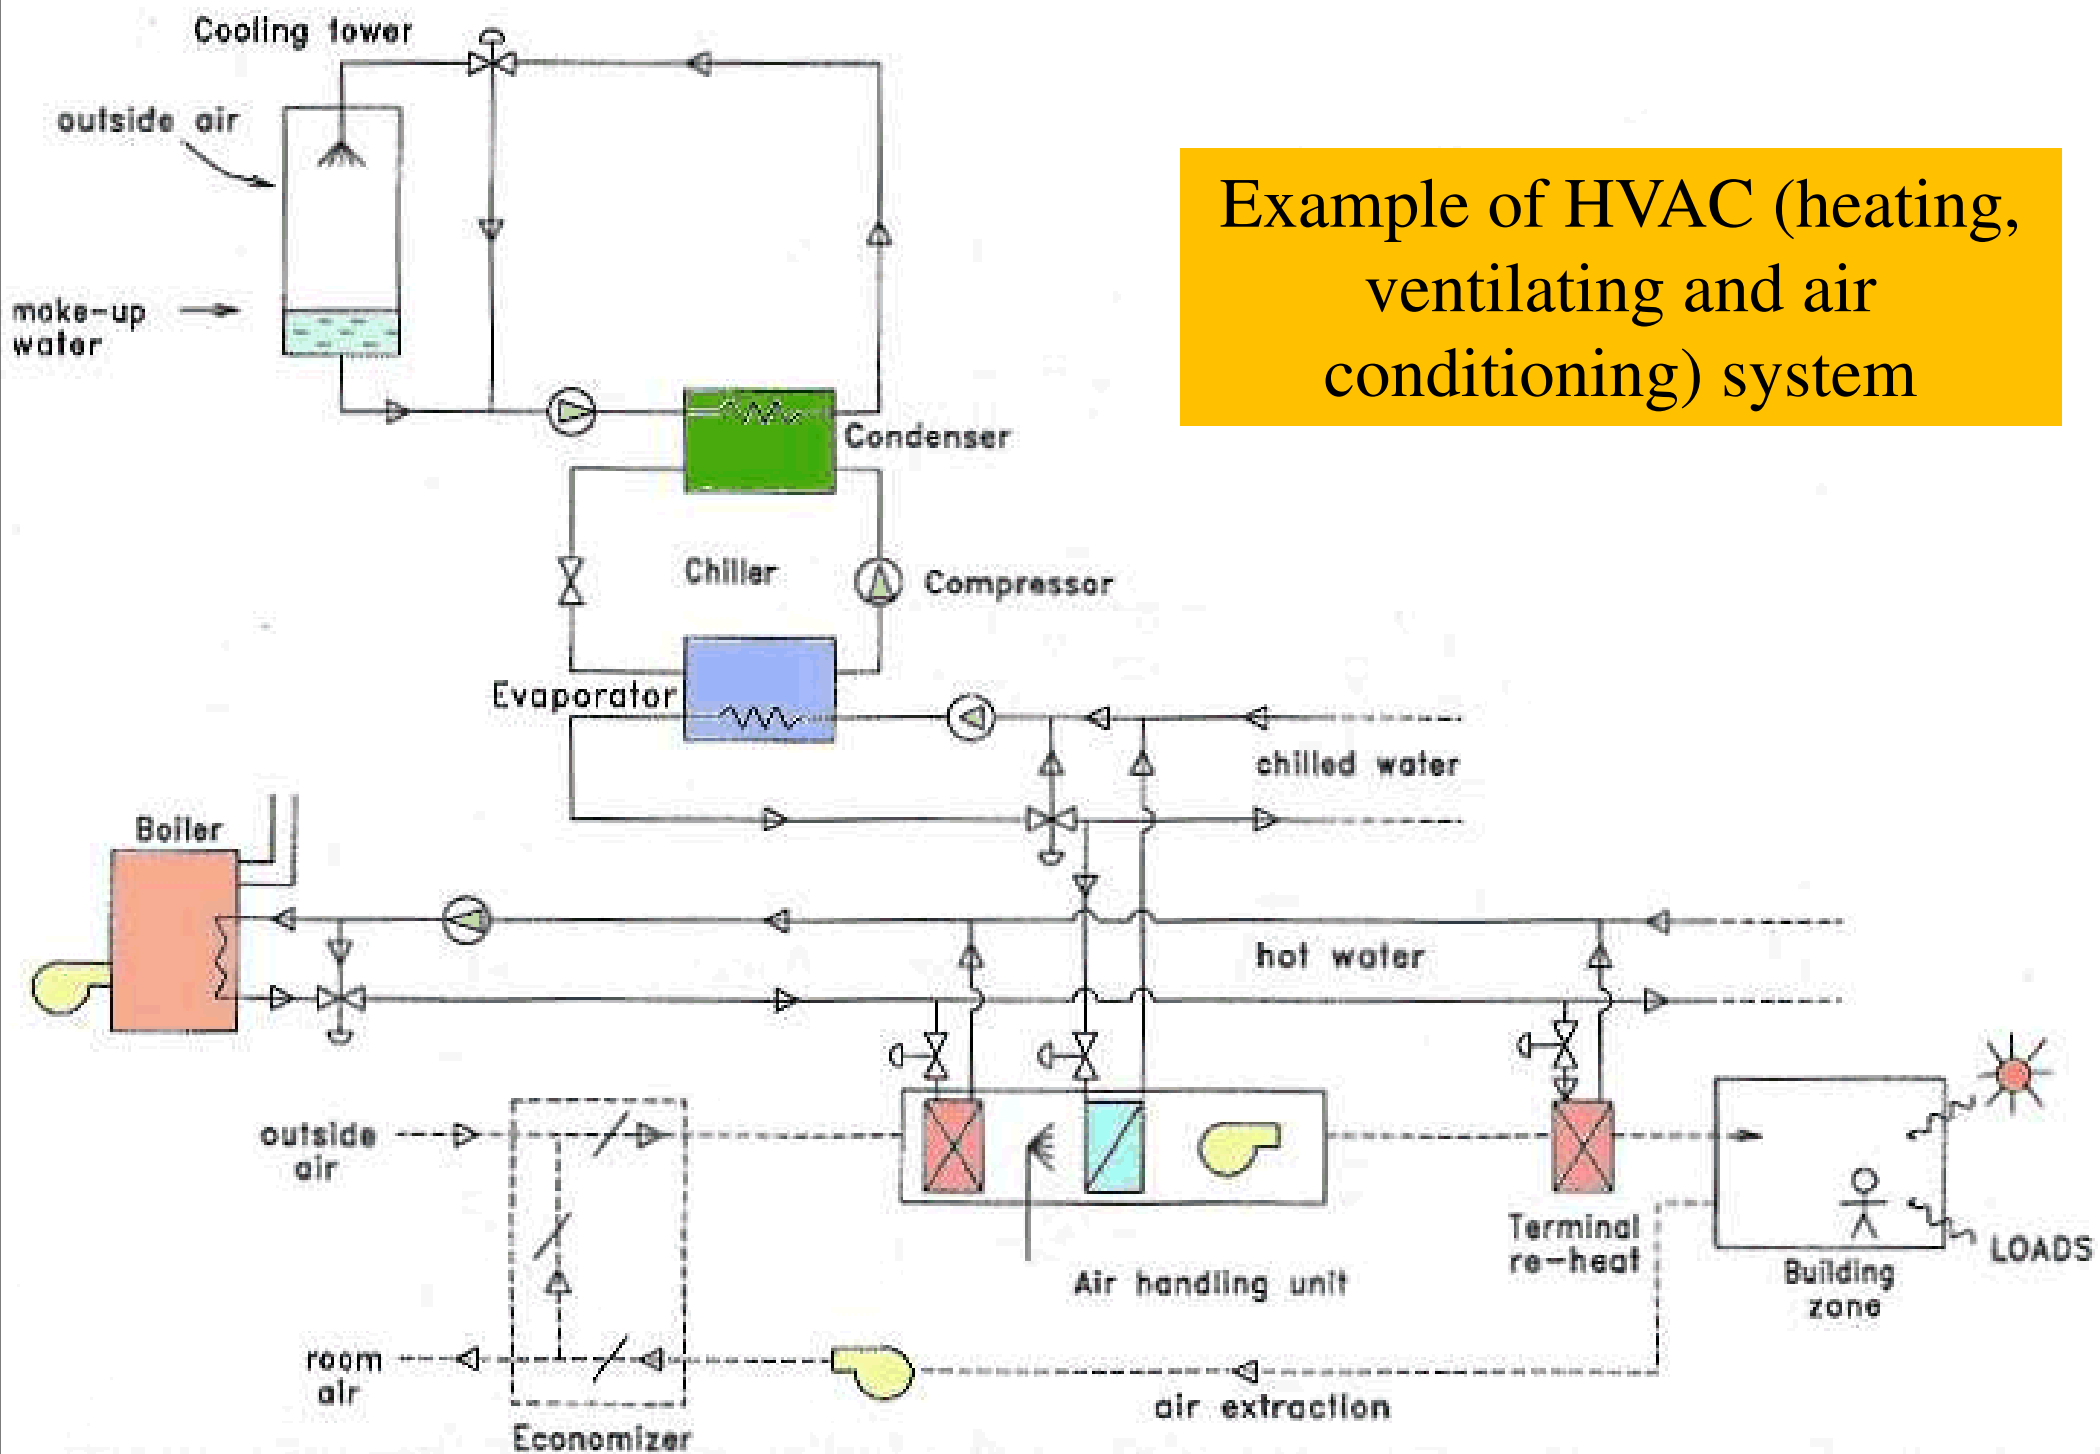 Cooling tower
outside air
Example of HVAC (heating,
ventilating and air
conditioning) system
make-up
water
Condenser
Chiller
Compressor
Evaporator
chilled water
Boiler
hot water
outside
air
Terminal
re-heat
LOADS
Building
zone
Air handling unit
room
air
air extraction
Economizer